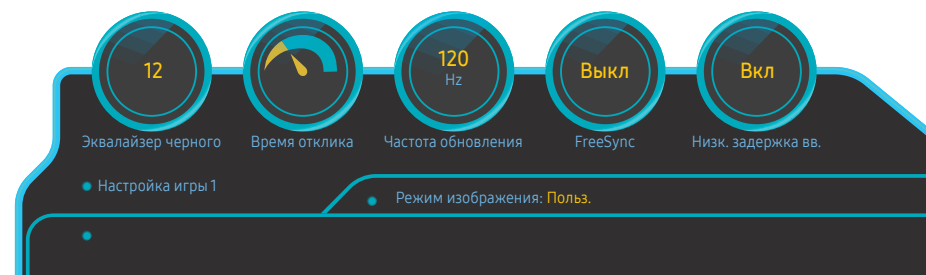 12
120
Hz
Выкл
Вкл
Эквалайзер черного
Время отклика
Частота обновления
FreeSync
Низк. задержка вв.
Настройка игры 1
Режим изображения: Польз.